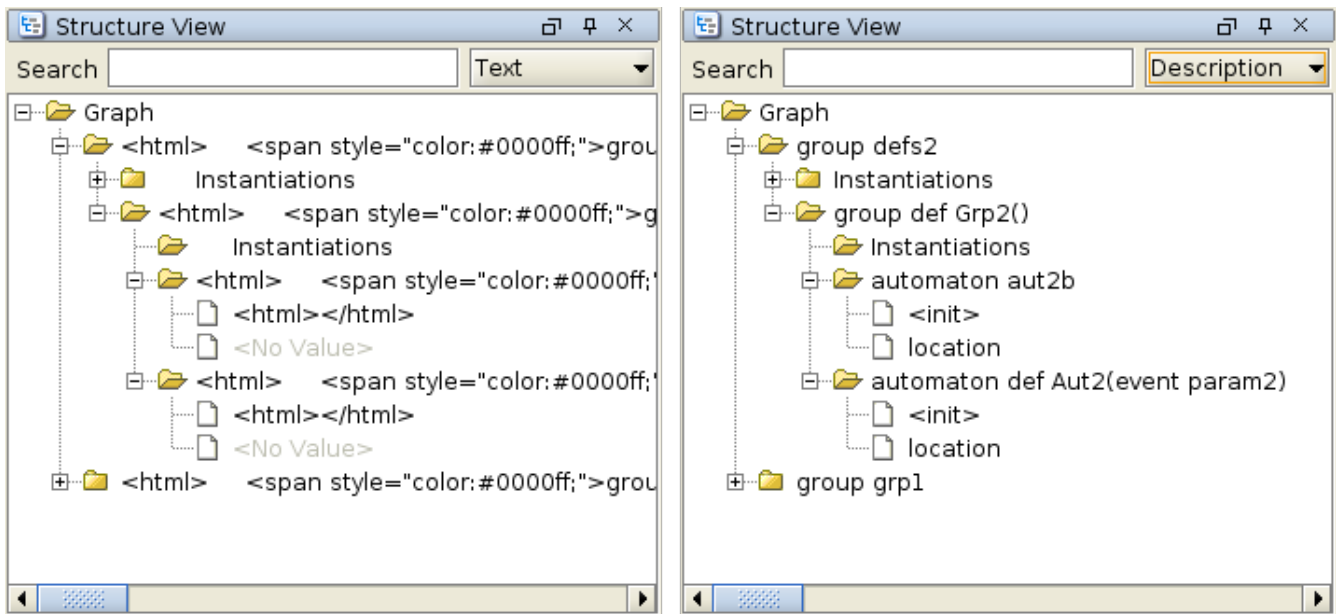 Structure View
Search Text
Graph
<html> <span style="color:#0000ff;">grou
Instantiations
<html> <span style="color:#0000ff;">g
Instantiations
<html> <span style="color:#0000ff;'
<html></html>
<No Value>
<html> <span style="color:#0000ff;'
<html></html>
<No Value>
<html> <span style="color:#0000ff;">grou
Structure View
Search Description
Graph
group defs2
Instantiations
group def Grp2()
Instantiations
automaton aut2b
<init>
location
automaton def Aut2(event param2)
<init>
location
group grp1